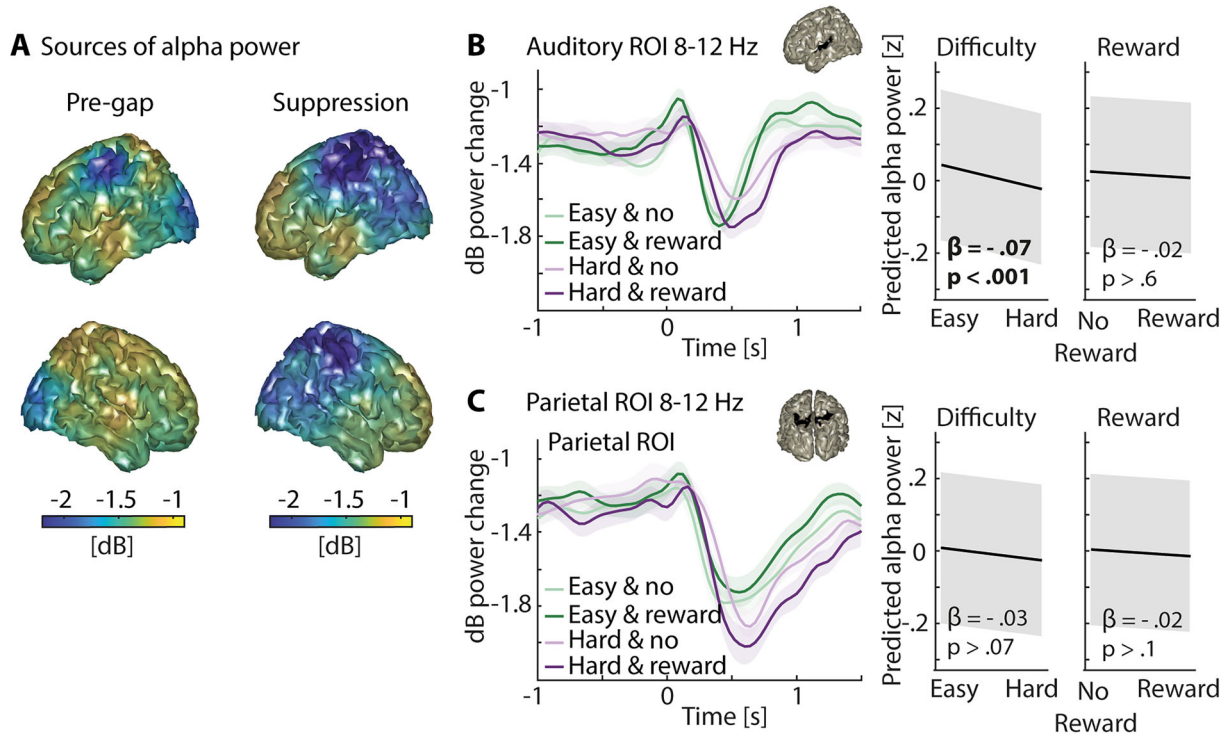 A Sources of alpha power
Pre-gap
Suppression
-2 -1.5 -1
[dB]
-2 -1.5 -1
[dB]
B Auditory ROI 8-12 Hz
dB power change
-1
-1.4
-1.8
Easy & no
Easy & reward
Hard & no
Hard & reward
-1 0 1
Time [s]
Predicted alpha power [z]
Difficulty
.2
0
-.2
β = - .07
p < .001
Easy Hard
Reward
β = -.02
p > .6
No Reward
Reward
C Parietal ROI 8-12 Hz
Parietal ROI
dB power change
-1
-1.4
-1.8
Easy & no
Easy & reward
Hard & no
Hard & reward
-1 0 1
Time [s]
Predicted alpha power [z]
Difficulty
.2
0
-.2
β = -.03
p > .07
Easy Hard
Reward
β = -.02
p > .1
No Reward
Reward